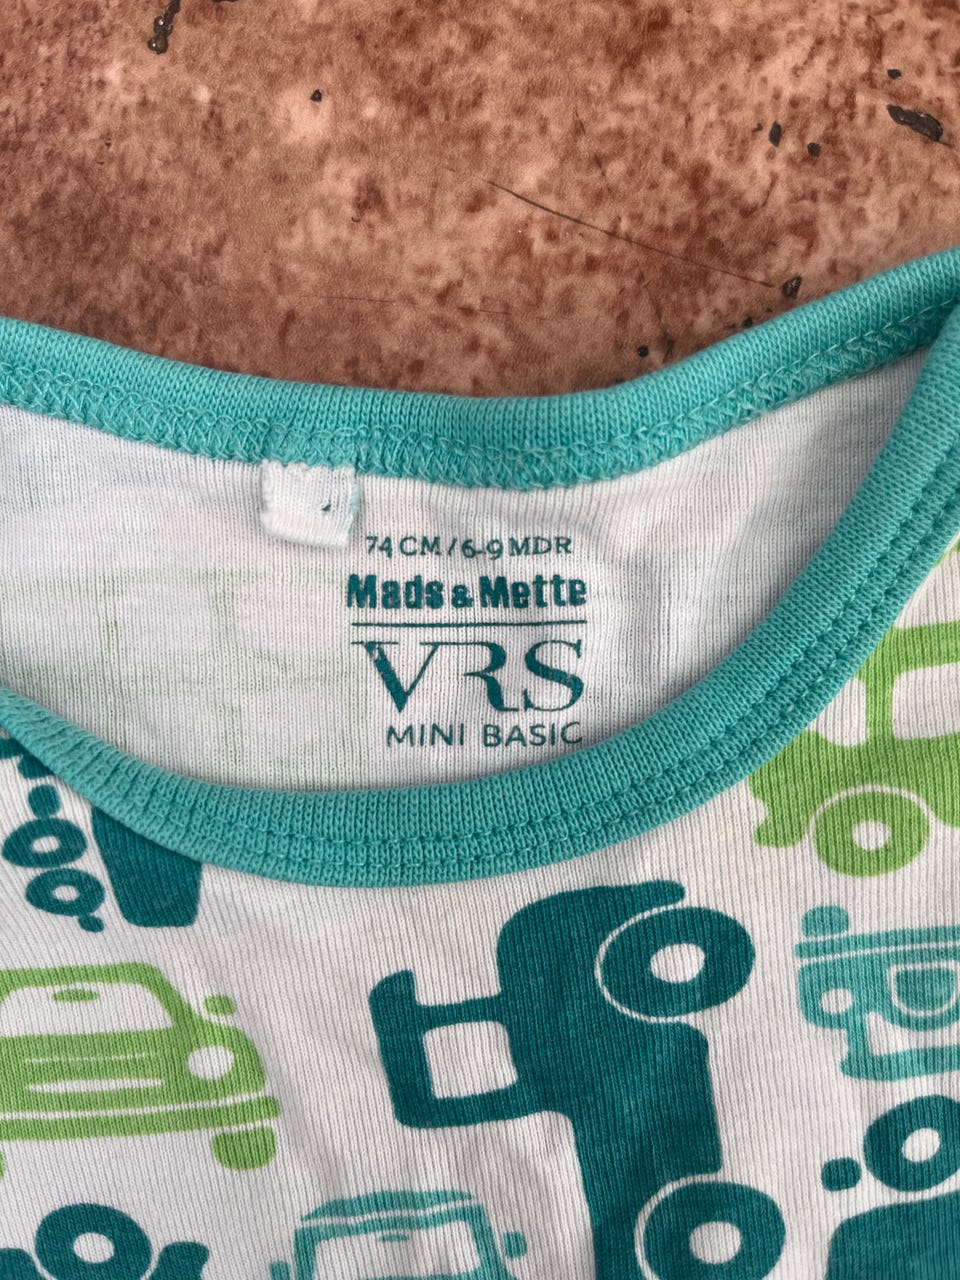 74 CM / 6-9 MDR
Mads & Mette
VRS
MINI BASIC